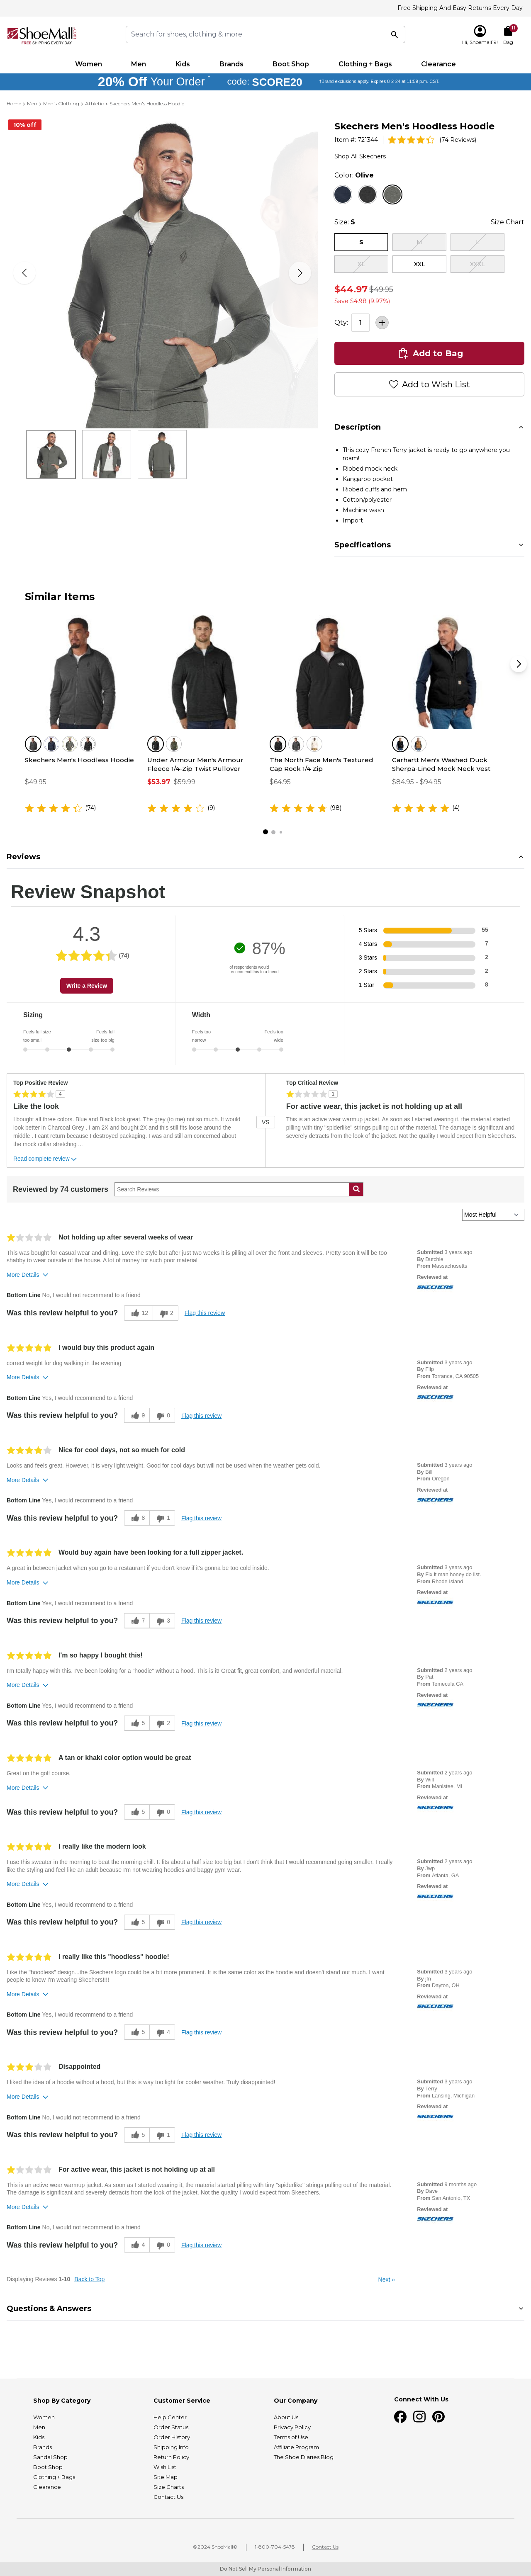 Free Shipping And Easy Returns Every Day
ShoeMall
FREE SHIPPING EVERY DAY
Search for shoes, clothing & more
Hi, Shoemall19!
Bag
Women
Men
Kids
Brands
Boot Shop
Clothing + Bags
Clearance
20% Off Your Order† code: SCORE20
†Brand exclusions apply. Expires 8-2-24 at 11:59 p.m. CST.
Home > Men > Men's Clothing > Athletic > Skechers Men's Hoodless Hoodie
10% off
Skechers Men's Hoodless Hoodie
Item #: 721344 (74 Reviews)
Shop All Skechers
Color: Olive
Size: S
Size Chart
S
M
L
XL
XXL
XXXL
$44.97 $49.95
Save $4.98 (9.97%)
Qty: 1 +
Add to Bag
Add to Wish List
Description
This cozy French Terry jacket is ready to go anywhere you roam!
Ribbed mock neck
Kangaroo pocket
Ribbed cuffs and hem
Cotton/polyester
Machine wash
Import
Specifications
Similar Items
Skechers Men's Hoodless Hoodie
$49.95
(74)
Under Armour Men's Armour Fleece 1/4-Zip Twist Pullover
$53.97 $59.99
(9)
The North Face Men's Textured Cap Rock 1/4 Zip
$64.95
(98)
Carhartt Men's Washed Duck Sherpa-Lined Mock Neck Vest
$84.95 - $94.95
(4)
Reviews
Review Snapshot
4.3
(74)
Write a Review
87%
of respondents would recommend this to a friend
5 Stars 55
4 Stars 7
3 Stars 2
2 Stars 2
1 Star 8
Sizing
Feels full size too small
Feels full size too big
Width
Feels too narrow
Feels too wide
Top Positive Review
4
Like the look
I bought all three colors. Blue and Black look great. The grey (to me) not so much. It would look better in Charcoal Grey . I am 2X and bought 2X and this still fits loose around the middle . I cant return because I destroyed packaging, I was and still am concerned about the mock collar stretching ...
Read complete review
VS
Top Critical Review
1
For active wear, this jacket is not holding up at all
This is an active wear warmup jacket. As soon as I started wearing it, the material started pilling with tiny "spiderlike" strings pulling out of the material. The damage is significant and severely detracts from the look of the jacket. Not the quality I would expect from Skeechers.
Reviewed by 74 customers
Search Reviews
Most Helpful
Not holding up after several weeks of wear
This was bought for casual wear and dining. Love the style but after just two weeks it is pilling all over the front and sleeves. Pretty soon it will be too shabby to wear outside of the house. A lot of money for such poor material
More Details
Bottom Line No, I would not recommend to a friend
Was this review helpful to you? 12 2 Flag this review
Submitted 3 years ago
By Dutchie
From Massachusetts
Reviewed at
SKECHERS
I would buy this product again
correct weight for dog walking in the evening
More Details
Bottom Line Yes, I would recommend to a friend
Was this review helpful to you? 9 0 Flag this review
Submitted 3 years ago
By Flip
From Torrance, CA 90505
Reviewed at
SKECHERS
Nice for cool days, not so much for cold
Looks and feels great. However, it is very light weight. Good for cool days but will not be used when the weather gets cold.
More Details
Bottom Line Yes, I would recommend to a friend
Was this review helpful to you? 8 1 Flag this review
Submitted 3 years ago
By Bill
From Oregon
Reviewed at
SKECHERS
Would buy again have been looking for a full zipper jacket.
A great in between jacket when you go to a restaurant if you don't know if it's gonna be too cold inside.
More Details
Bottom Line Yes, I would recommend to a friend
Was this review helpful to you? 7 3 Flag this review
Submitted 3 years ago
By Fix it man honey do list.
From Rhode Island
Reviewed at
SKECHERS
I'm so happy I bought this!
I'm totally happy with this. I've been looking for a "hoodie" without a hood. This is it! Great fit, great comfort, and wonderful material.
More Details
Bottom Line Yes, I would recommend to a friend
Was this review helpful to you? 5 2 Flag this review
Submitted 2 years ago
By Pat
From Temecula CA
Reviewed at
SKECHERS
A tan or khaki color option would be great
Great on the golf course.
More Details
Was this review helpful to you? 5 0 Flag this review
Submitted 2 years ago
By Will
From Manistee, MI
Reviewed at
SKECHERS
I really like the modern look
I use this sweater in the morning to beat the morning chill. It fits about a half size too big but I don't think that I would recommend going smaller. I really like the styling and feel like an adult because I'm not wearing hoodies and baggy gym wear.
More Details
Bottom Line Yes, I would recommend to a friend
Was this review helpful to you? 5 0 Flag this review
Submitted 2 years ago
By Jwp
From Atlanta, GA
Reviewed at
SKECHERS
I really like this "hoodless" hoodie!
Like the "hoodless" design...the Skechers logo could be a bit more prominent. It is the same color as the hoodie and doesn't stand out much. I want people to know I'm wearing Skechers!!!!
More Details
Bottom Line Yes, I would recommend to a friend
Was this review helpful to you? 5 4 Flag this review
Submitted 3 years ago
By jfn
From Dayton, OH
Reviewed at
SKECHERS
Disappointed
I liked the idea of a hoodie without a hood, but this is way too light for cooler weather. Truly disappointed!
More Details
Bottom Line No, I would not recommend to a friend
Was this review helpful to you? 5 1 Flag this review
Submitted 3 years ago
By Terry
From Lansing, Michigan
Reviewed at
SKECHERS
For active wear, this jacket is not holding up at all
This is an active wear warmup jacket. As soon as I started wearing it, the material started pilling with tiny "spiderlike" strings pulling out of the material. The damage is significant and severely detracts from the look of the jacket. Not the quality I would expect from Skeechers.
More Details
Bottom Line No, I would not recommend to a friend
Was this review helpful to you? 4 0 Flag this review
Submitted 9 months ago
By Dave
From San Antonio, TX
Reviewed at
SKECHERS
Displaying Reviews 1-10 Back to Top
Next »
Questions & Answers
Shop By Category
Women
Men
Kids
Brands
Sandal Shop
Boot Shop
Clothing + Bags
Clearance
Customer Service
Help Center
Order Status
Order History
Shipping Info
Return Policy
Wish List
Site Map
Size Charts
Contact Us
Our Company
About Us
Privacy Policy
Terms of Use
Affiliate Program
The Shoe Diaries Blog
Connect With Us
©2024 ShoeMall®
1-800-704-5478
Contact Us
Do Not Sell My Personal Information